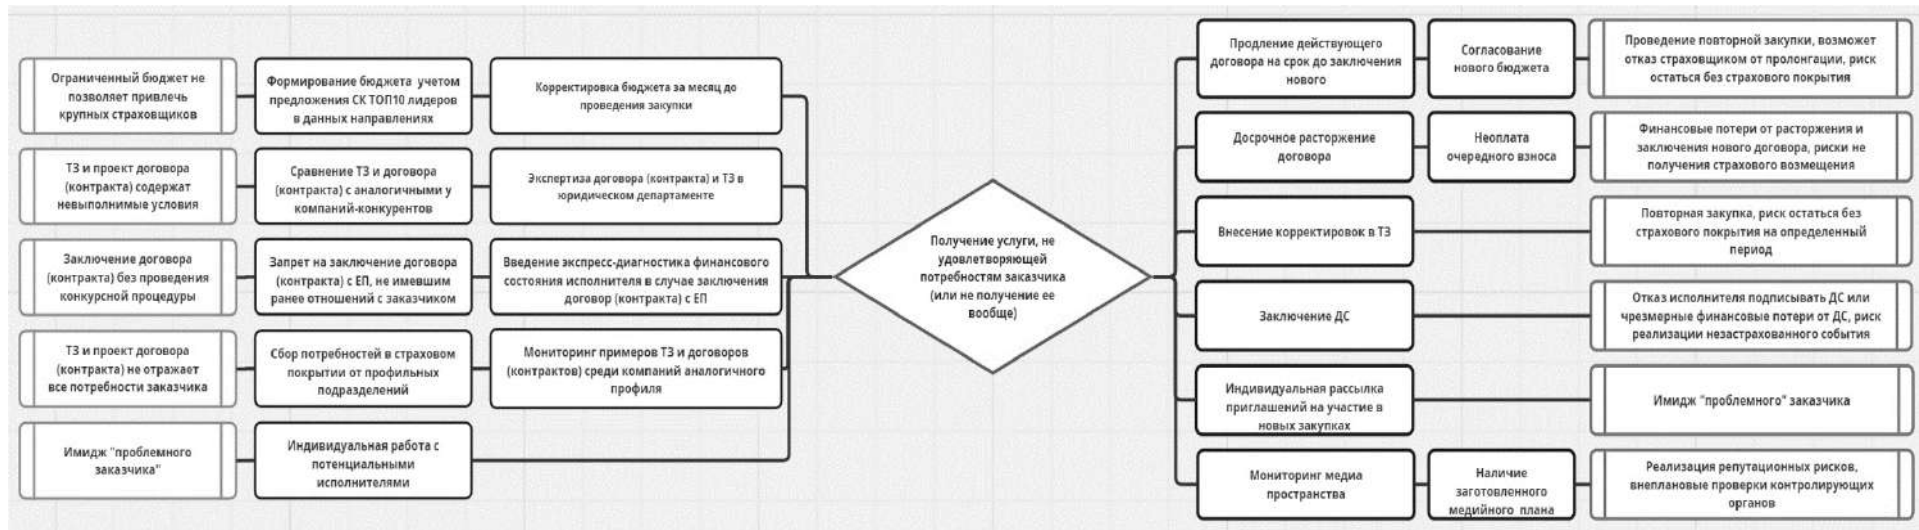 Ограниченный бюджет не
позволяет привлечь
крупных страховщиков
Формирование бюджета учетом
предложения СК ТОП10 лидеров
в данных направлениях
Корректировка бюджета за месяц до
проведения закупки
ТЗ и проект договора
(контракта) содержат
невыполнимые условия
Сравнение ТЗ и договора
(контракта) с аналогичными у
компаний-конкурентов
Экспертиза договора (контракта) и ТЗ в
юридическом департаменте
Заключение договора
(контракта) без проведения
конкурсной процедуры
Запрет на заключение договора
(контракта) с ЕП, не имевшим
ранее отношений с заказчиком
Введение экспресс-диагностика финансового
состояния исполнителя в случае заключения
договор (контракта) с ЕП
ТЗ и проект договора
(контракта) не отражает
все потребности заказчика
Сбор потребностей в страховом
покрытии от профильных
подразделений
Мониторинг примеров ТЗ и договоров
(контрактов) среди компаний аналогичного
профиля
Имидж "проблемного
заказчика"
Индивидуальная работа с
потенциальными
исполнителями
Получение услуги, не
удовлетворяющей
потребностям заказчика
(или не получение ее
вообще)
Продление действующего
договора на срок до заключения
нового
Согласование
нового бюджета
Проведение повторной закупки, возможет
отказ страховщиком от пролонгации, риск
остаться без страхового покрытия
Досрочное расторжение
договора
Неоплата
очередного взноса
Финансовые потери от расторжения и
заключения нового договора, риски не
получения страхового возмещения
Внесение корректировок в ТЗ
Повторная закупка, риск остаться без
страхового покрытия на определенный
период
Заключение ДС
Отказ исполнителя подписывать ДС или
чрезмерные финансовые потери от ДС, риск
реализации незастрахованного события
Индивидуальная рассылка
приглашений на участие в
новых закупках
Имидж "проблемного" заказчика
Мониторинг медиа
пространства
Наличие
заготовленного
медийного плана
Реализация репутационных рисков,
внеплановые проверки контролирующих
органов